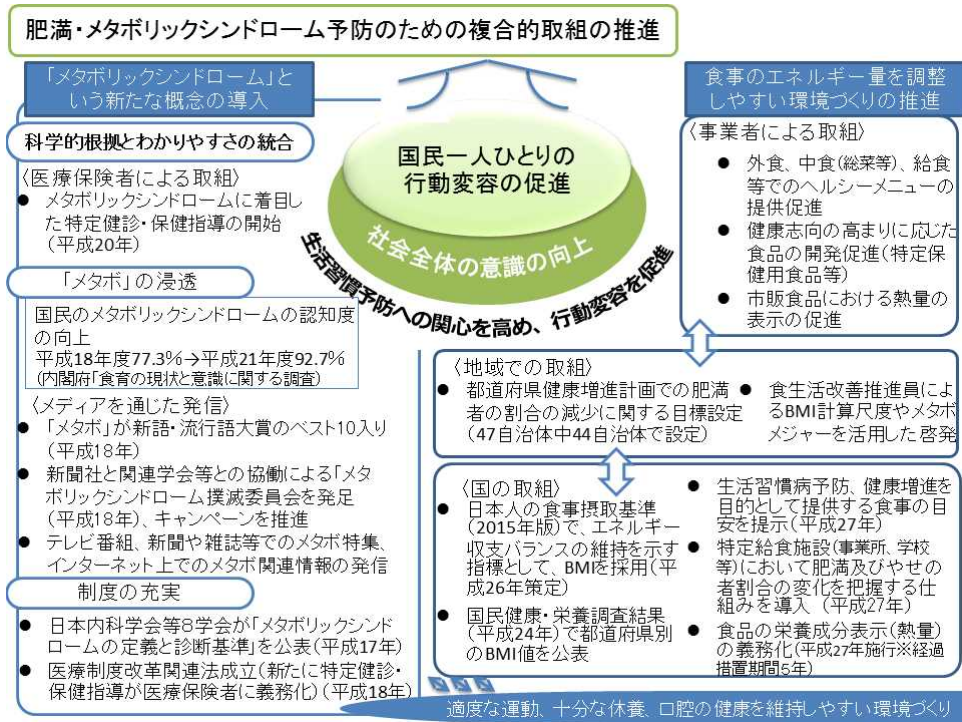 肥満・メタボリックシンドローム予防のための複合的取組の推進
「メタボリックシンドローム」と
いう新たな概念の導入
科学的根拠とわかりやすさの統合
〈医療保険者による取組〉
● メタボリックシンドロームに着目し
た特定健診・保健指導の開始
(平成20年)
「メタボ」の浸透
国民のメタボリックシンドロームの認知度
の向上
平成18年度77.3%→平成21年度92.7%
(内閣府「食育の現状と意識に関する調査)
〈メディアを通じた発信〉
● 「メタボ」が新語・流行語大賞のベスト10入り
(平成18年)
● 新聞社と関連学会等との協働による「メタ
ボリックシンドローム撲滅委員会を発足
(平成18年)、キャンペーンを推進
● テレビ番組、新聞や雑誌等でのメタボ特集、
インターネット上でのメタボ関連情報の発信
制度の充実
● 日本内科学会等8学会が「メタボリックシンド
ロームの定義と診断基準」を公表(平成17年)
● 医療制度改革関連法成立(新たに特定健診・
保健指導が医療保険者に義務化)(平成18年)
国民一人ひとりの
行動変容の促進
社会全体の意識の向上
生活習慣予防への関心を高め、行動変容を促進
食事のエネルギー量を調整
しやすい環境づくりの推進
〈事業者による取組〉
● 外食、中食(総菜等)、給食
等でのヘルシーメニューの
提供促進
● 健康志向の高まりに応じた
食品の開発促進(特定保
健用食品等)
● 市販食品における熱量の
表示の促進
〈地域での取組〉
● 都道府県健康増進計画での肥満
者の割合の減少に関する目標設定
(47自治体中44自治体で設定)
● 食生活改善推進員によ
るBMI計算尺度やメタボ
メジャーを活用した啓発
〈国の取組〉
● 日本人の食事摂取基準
(2015年版)で、エネルギー
収支バランスの維持を示す
指標として、BMIを採用(平
成26年策定)
● 国民健康・栄養調査結果
(平成24年)で都道府県別
のBMI値を公表
● 生活習慣病予防、健康増進を
目的として提供する食事の目
安を提示(平成27年)
● 特定給食施設(事業所、学校
等)において肥満及びやせの
者割合の変化を把握する仕
組みを導入 (平成27年)
● 食品の栄養成分表示(熱量)
の義務化(平成27年施行※経過
措置期間5年)
適度な運動、十分な休養、口腔の健康を維持しやすい環境づくり